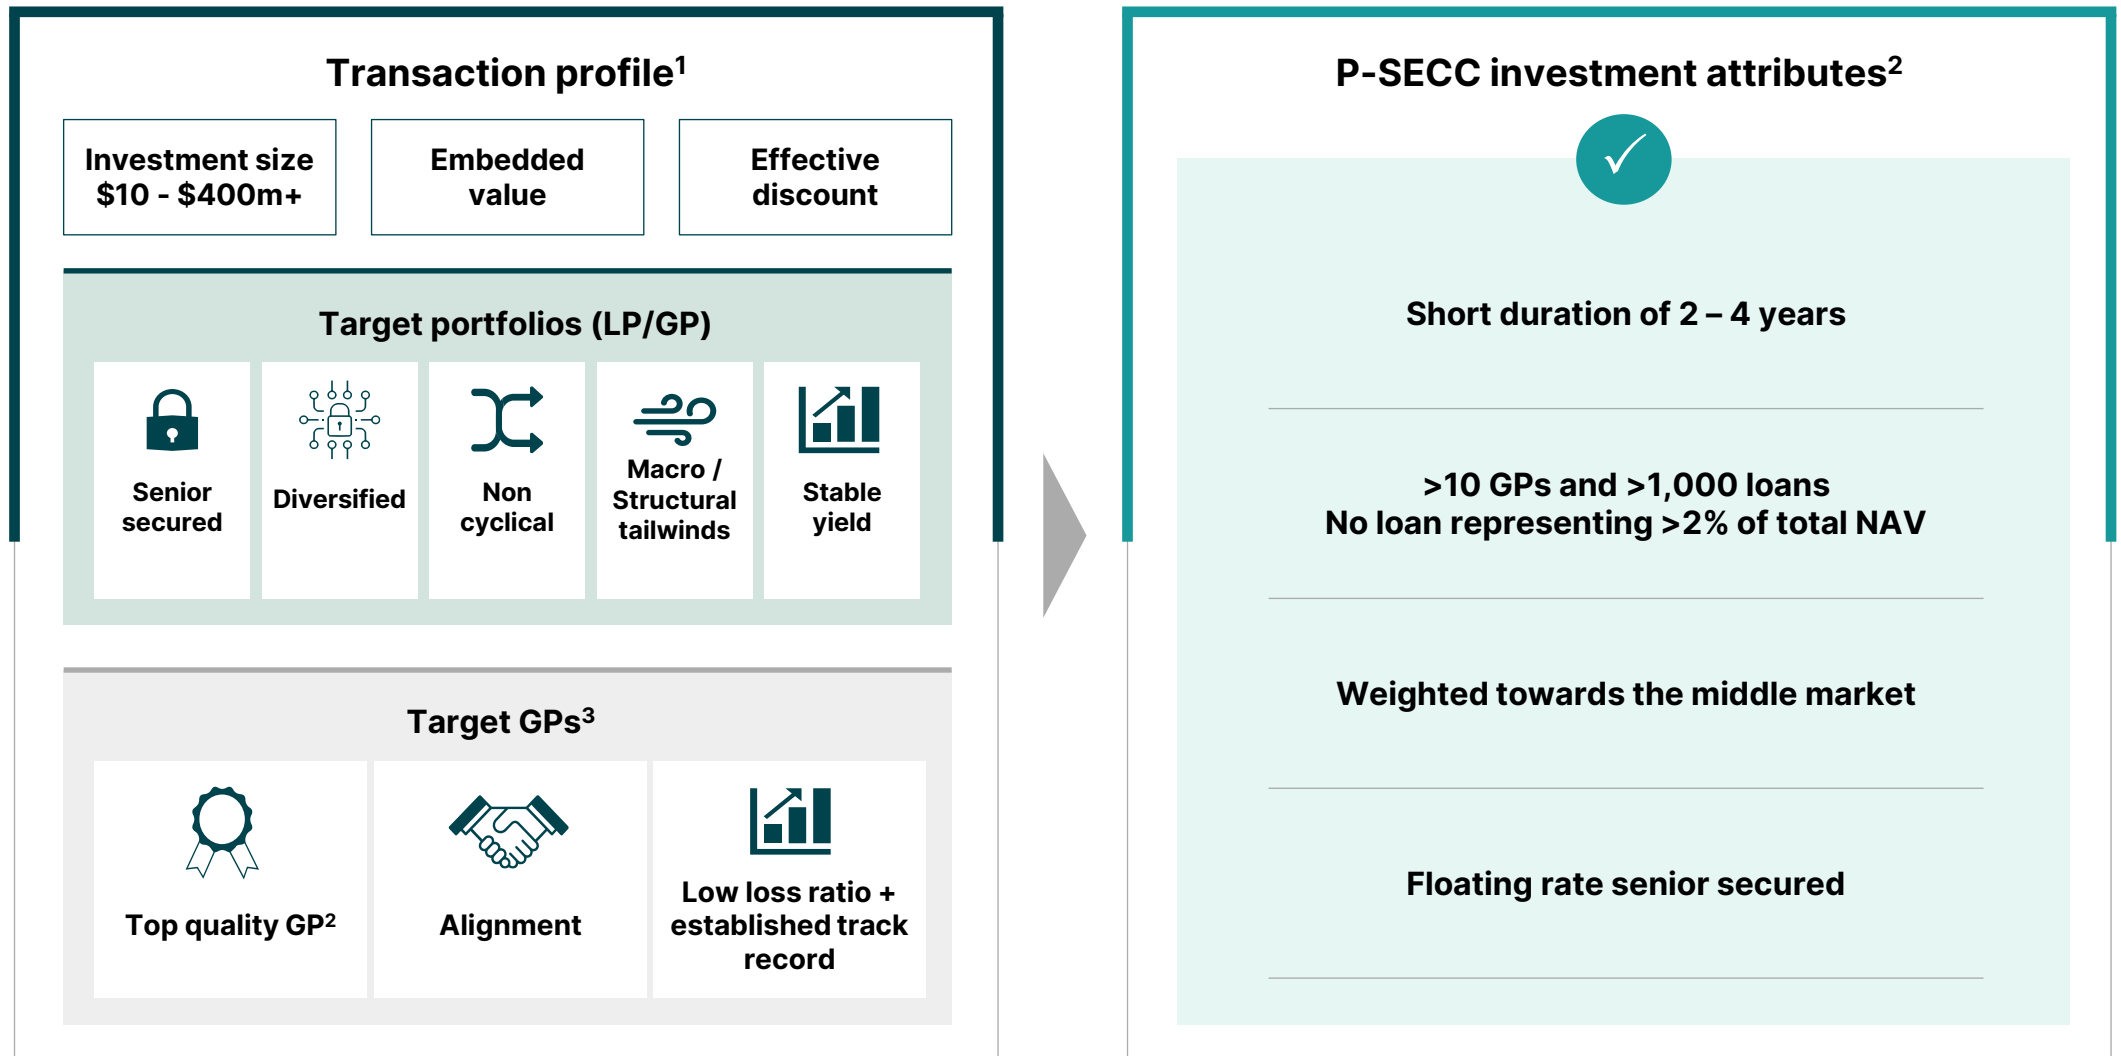 Transaction profile¹
Investment size
$10 - $400m+
Embedded
value
Effective
discount
Target portfolios (LP/GP)
Senior
secured
Diversified
Non
cyclical
Macro /
Structural
tailwinds
Stable
yield
Target GPs³
Top quality GP²
Alignment
Low loss ratio +
established track
record
P-SECC investment attributes²
Short duration of 2 – 4 years
>10 GPs and >1,000 loans
No loan representing >2% of total NAV
Weighted towards the middle market
Floating rate senior secured